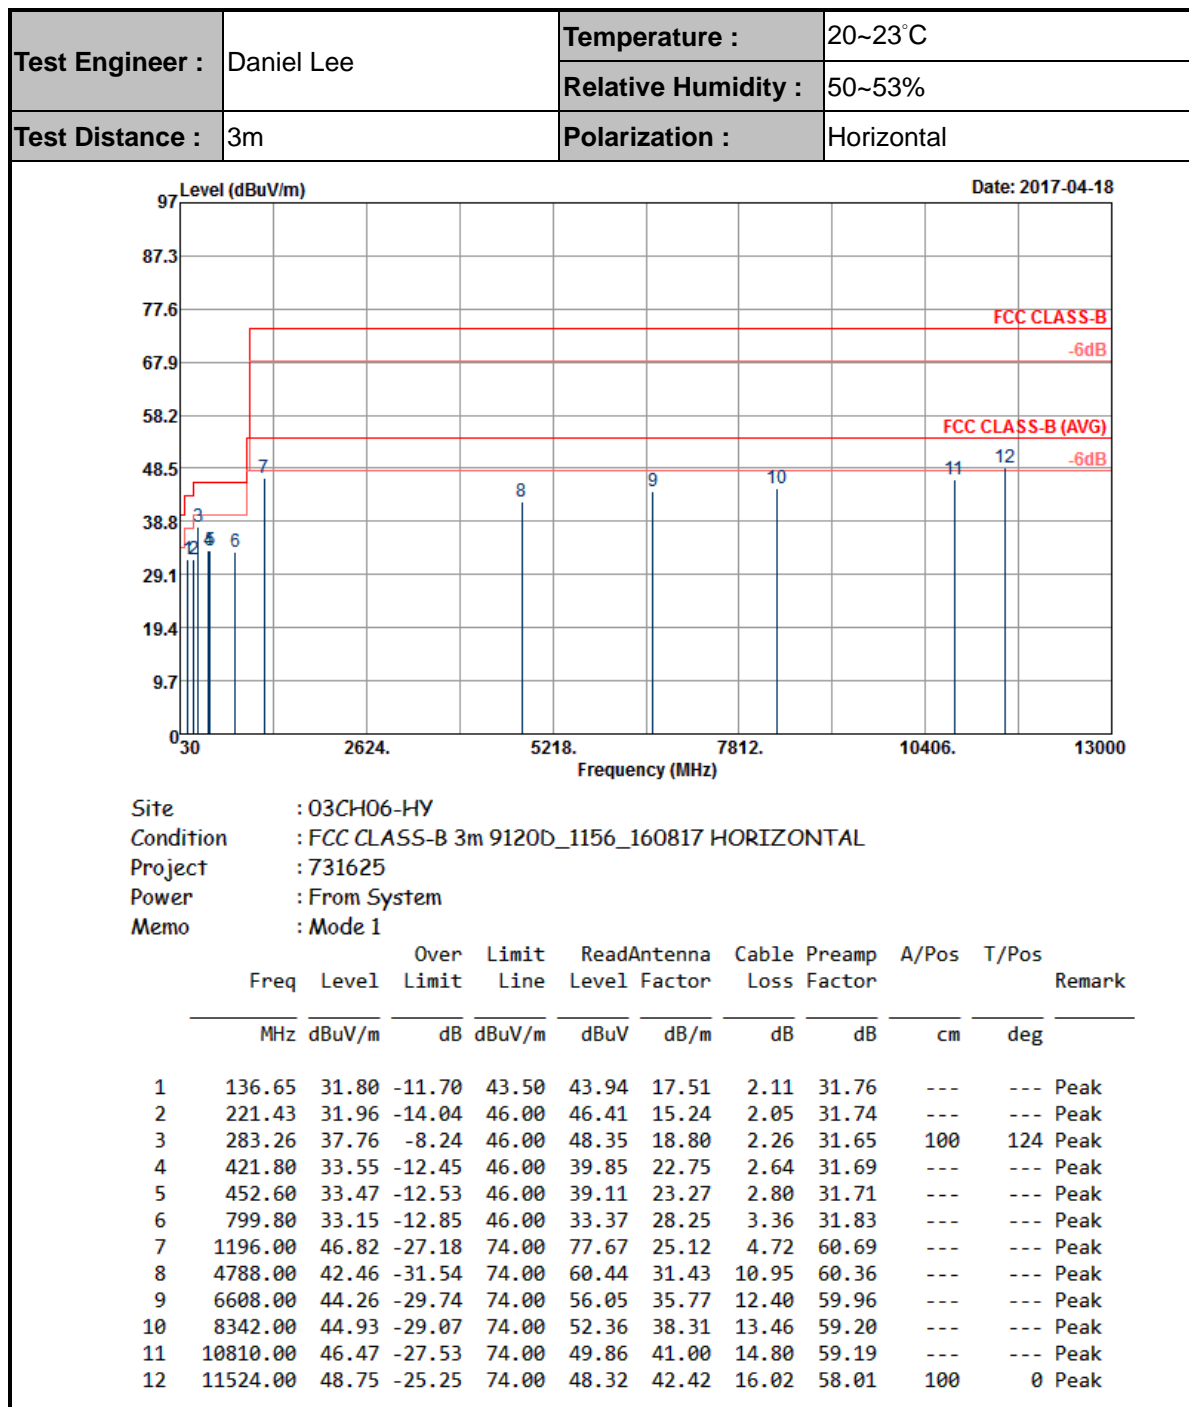 Test Engineer : Daniel Lee Temperature : 20~23°C
Relative Humidity : 50~53%
Test Distance : 3m Polarization : Horizontal
Level (dBuV/m) Date: 2017-04-18
97
87.3
77.6
FCC CLASS-B
-6dB
67.9
58.2
FCC CLASS-B (AVG)
-6dB
48.5
38.8
29.1
19.4
9.7
0
1 2 3 4 5 6 7 8 9 10 11 12
30 2624. 5218. 7812. 10406. 13000
Frequency (MHz)
Site : 03CH06-HY
Condition : FCC CLASS-B 3m 9120D_1156_160817 HORIZONTAL
Project : 731625
Power : From System
Memo : Mode 1
Over Limit ReadAntenna Cable Preamp A/Pos T/Pos
Freq Level Limit Line Level Factor Loss Factor Remark
MHz dBuV/m dB dBuV/m dBuV dB/m dB dB cm deg
1 136.65 31.80 -11.70 43.50 43.94 17.51 2.11 31.76 --- --- Peak
2 221.43 31.96 -14.04 46.00 46.41 15.24 2.05 31.74 --- --- Peak
3 283.26 37.76 -8.24 46.00 48.35 18.80 2.26 31.65 100 124 Peak
4 421.80 33.55 -12.45 46.00 39.85 22.75 2.64 31.69 --- --- Peak
5 452.60 33.47 -12.53 46.00 39.11 23.27 2.80 31.71 --- --- Peak
6 799.80 33.15 -12.85 46.00 33.37 28.25 3.36 31.83 --- --- Peak
7 1196.00 46.82 -27.18 74.00 77.67 25.12 4.72 60.69 --- --- Peak
8 4788.00 42.46 -31.54 74.00 60.44 31.43 10.95 60.36 --- --- Peak
9 6608.00 44.26 -29.74 74.00 56.05 35.77 12.40 59.96 --- --- Peak
10 8342.00 44.93 -29.07 74.00 52.36 38.31 13.46 59.20 --- --- Peak
11 10810.00 46.47 -27.53 74.00 49.86 41.00 14.80 59.19 --- --- Peak
12 11524.00 48.75 -25.25 74.00 48.32 42.42 16.02 58.01 100 0 Peak